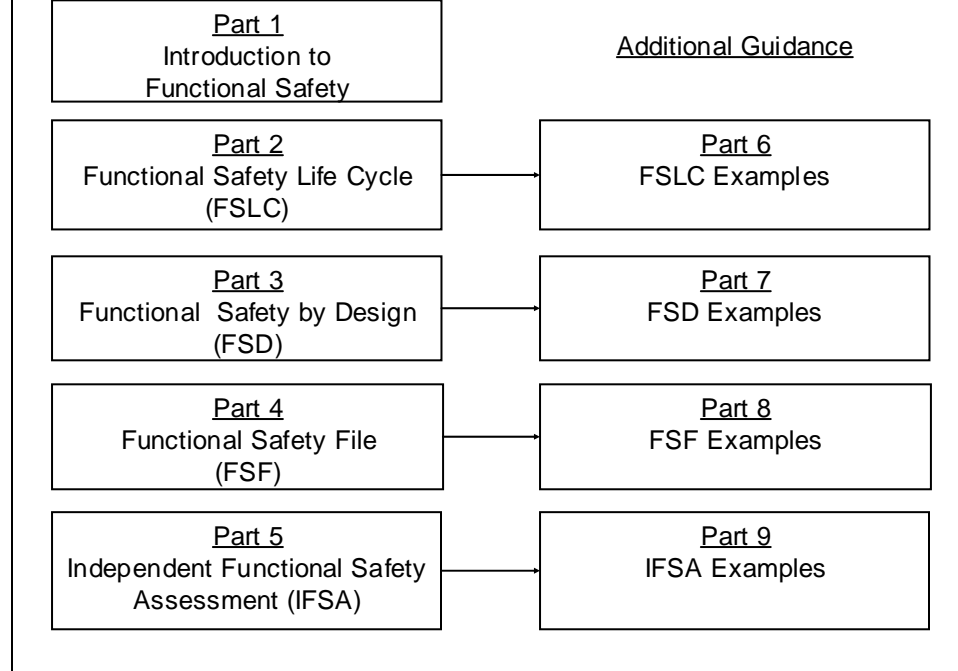 Part 1
Introduction to
Functional Safety
Additional Guidance
Part 2
Functional Safety Life Cycle
(FSLC)
Part 6
FSLC Examples
Part 3
Functional Safety by Design
(FSD)
Part 7
FSD Examples
Part 4
Functional Safety File
(FSF)
Part 8
FSF Examples
Part 5
Independent Functional Safety
Assessment (IFSA)
Part 9
IFSA Examples